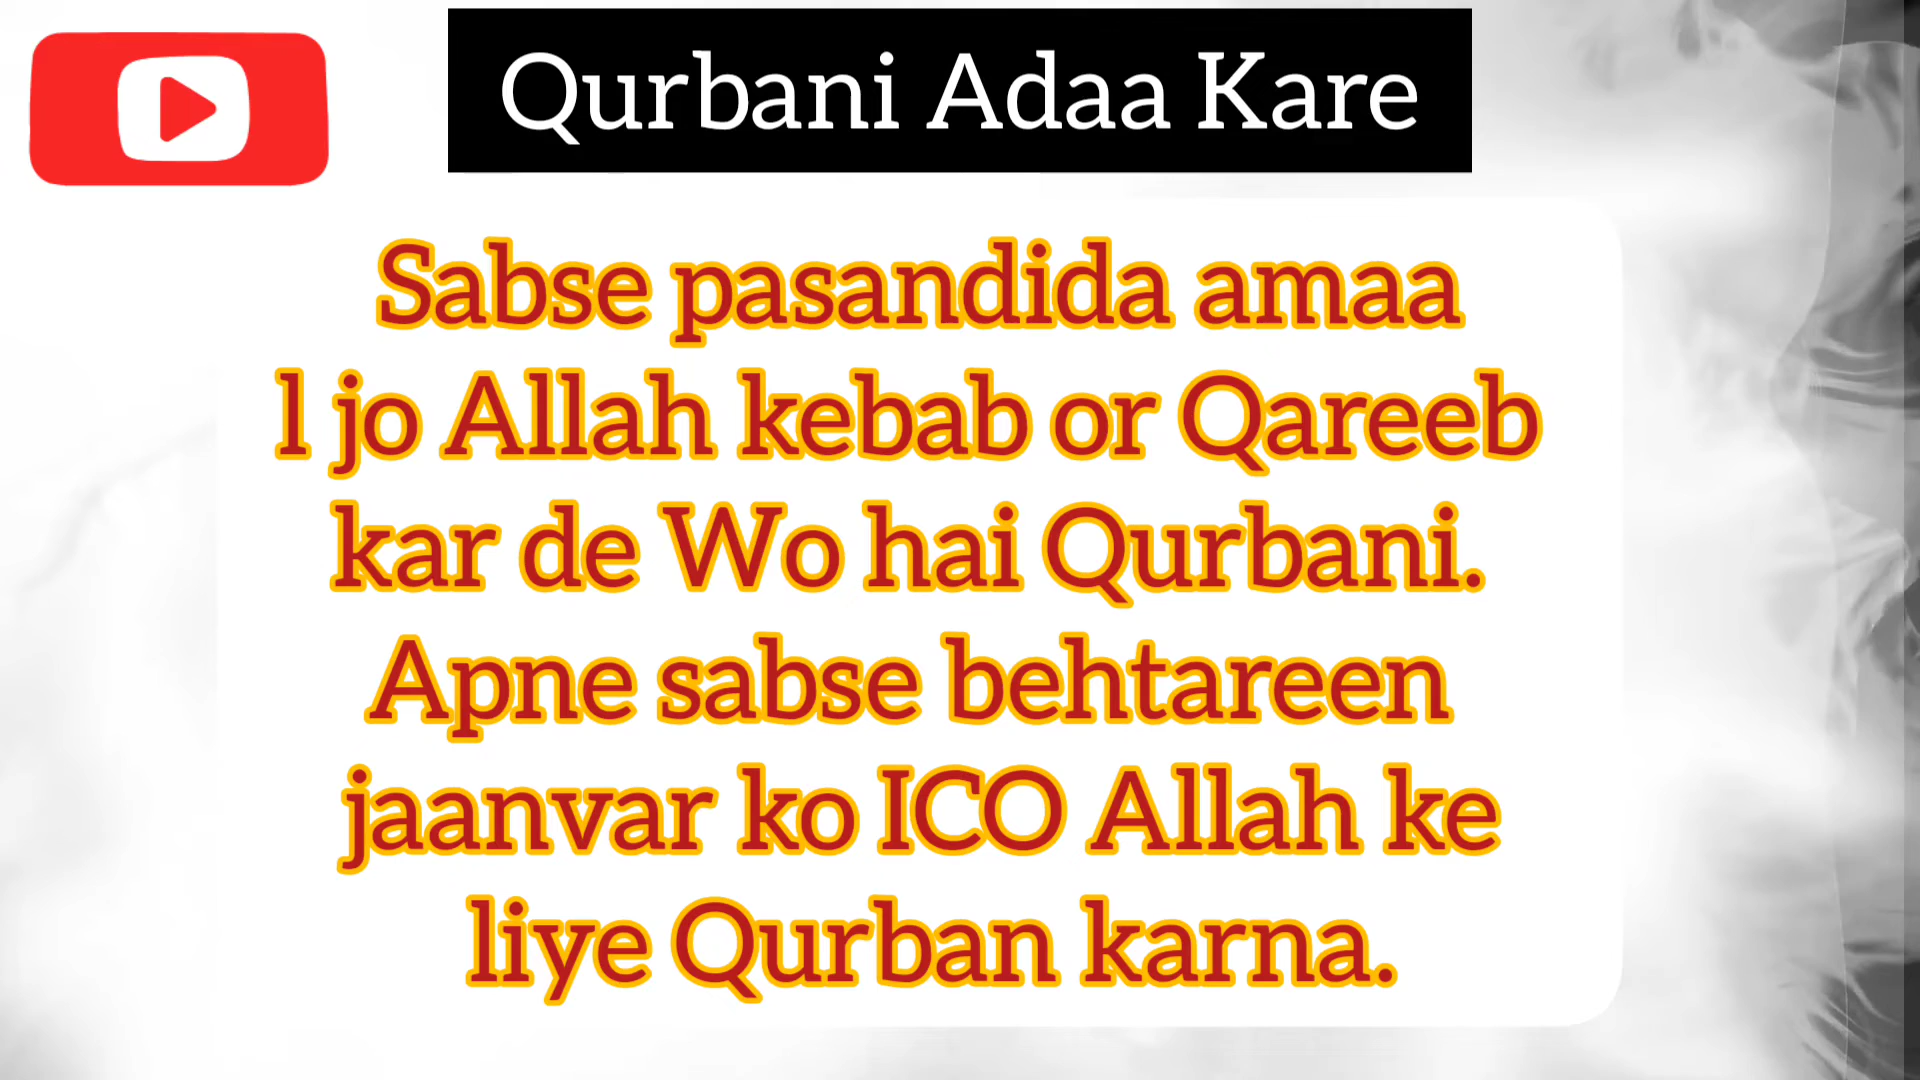 Qurbani Adaa Kare
Sabse pasandida amaa
l jo Allah kebab or Qareeb
kar de Wo hai Qurbani.
Apne sabse behtareen
jaanvar ko ICO Allah ke
liye Qurban karna.